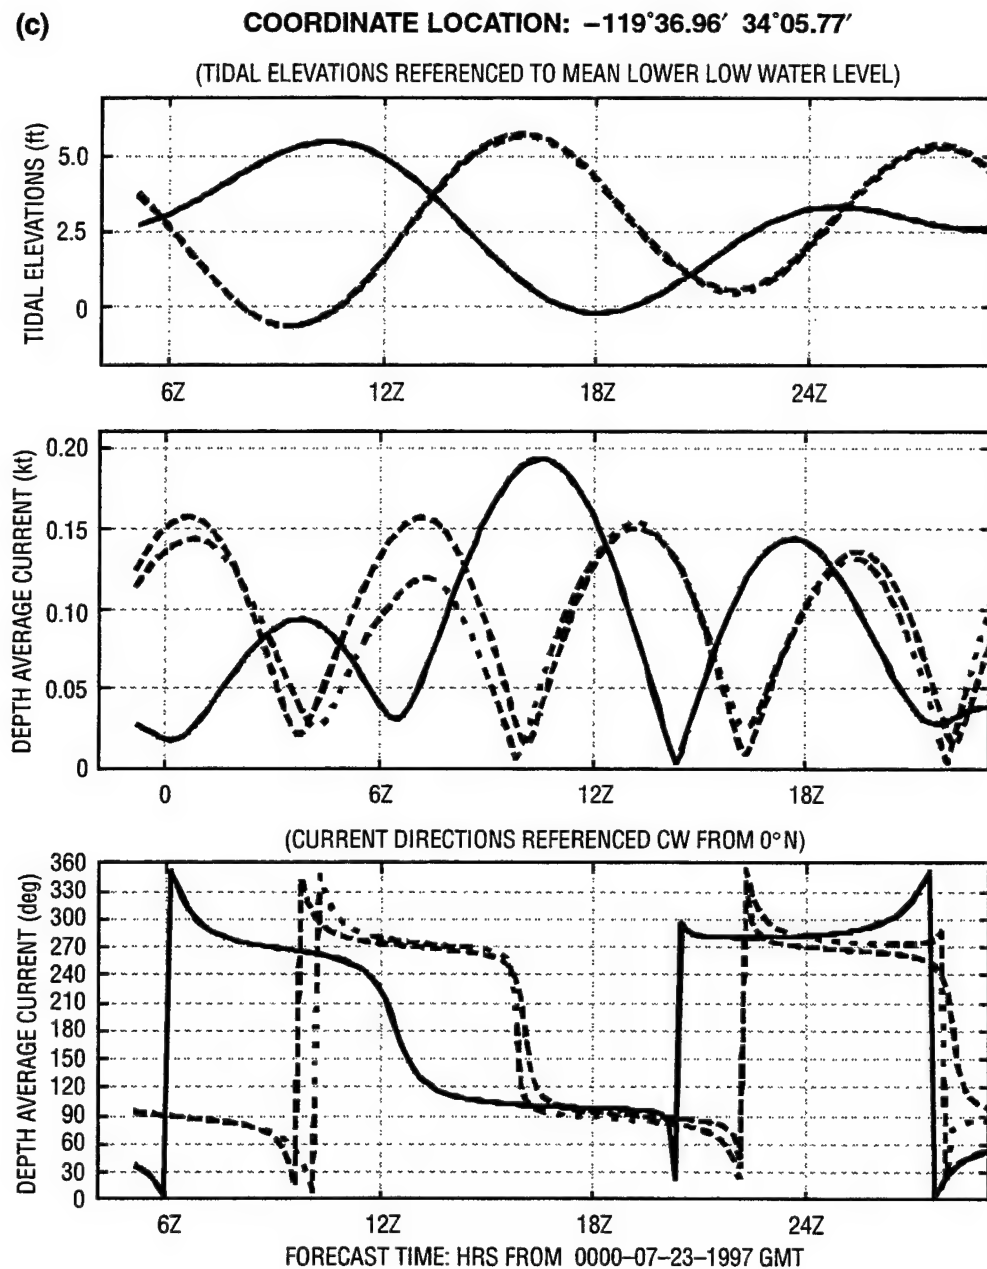 (c) COORDINATE LOCATION: –119°36.96′ 34°05.77′
(TIDAL ELEVATIONS REFERENCED TO MEAN LOWER LOW WATER LEVEL)
TIDAL ELEVATIONS (ft)
5.0
2.5
0
6Z 12Z 18Z 24Z
DEPTH AVERAGE CURRENT (kt)
0.20
0.15
0.10
0.05
0
0 6Z 12Z 18Z
(CURRENT DIRECTIONS REFERENCED CW FROM 0°N)
DEPTH AVERAGE CURRENT (deg)
360
330
300
270
240
210
180
150
120
90
60
30
0
6Z 12Z 18Z 24Z
FORECAST TIME: HRS FROM 0000–07–23–1997 GMT